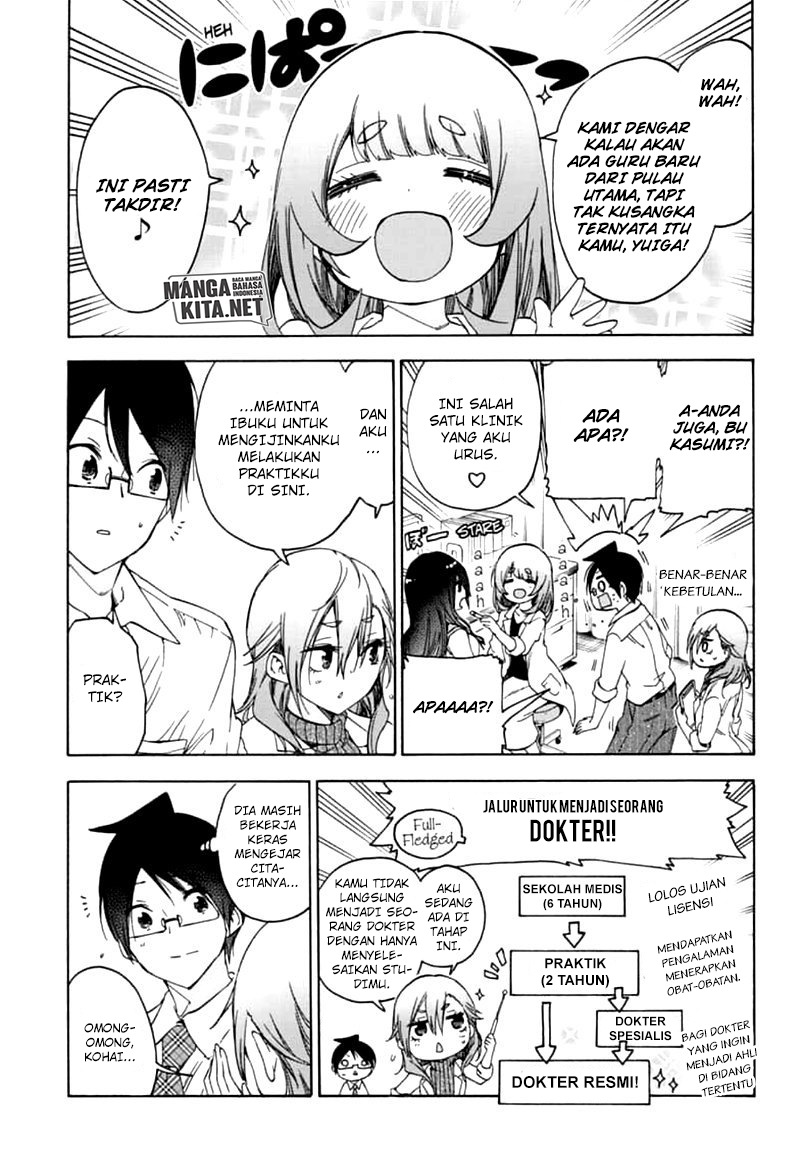 WAH,
WAH!
KAMI DENGAR
KALAU AKAN
ADA GURU BARU
DARI PULAU
UTAMA, TAPI
TAK KUSANGKA
TERNYATA ITU
KAMU, YUIGA!
HEH
にぱーっ
INI PASTI
TAKDIR!
♪
MANGA
KITA.NET
BACA MANGA
BAHASA
INDONESIA
A-ANDA
JUGA, BU
KASUMI?!
ADA
APA?!
INI SALAH
SATU KLINIK
YANG AKU
URUS.
♡
ぼー
STARE
aaaah
aaaah
BENAR-BENAR
KEBETULAN...
APAAAA?!
DAN
AKU
...
...MEMINTA
IBUKU UNTUK
MENGIJINKANKU
MELAKUKAN
PRAKTIKKU
DI SINI.
PRAK-
TIK?
JALUR UNTUK MENJADI SEORANG
Full-
Fledged
DOKTER!!
SEKOLAH MEDIS
(6 TAHUN)
LOLOS UJIAN
LISENSI
PRAKTIK
(2 TAHUN)
MENDAPATKAN
PENGALAMAN
MENERAPKAN
OBAT-OBATAN.
DOKTER
SPESIALIS
BAGI DOKTER
YANG INGIN
MENJADI AHLI
DI BIDANG
TERTENTU
DOKTER RESMI!
AKU
SEDANG
ADA DI
TAHAP
INI.
KAMU TIDAK
LANGSUNG
MENJADI SEO-
RANG DOKTER
DENGAN HANYA
MENYELE-
SAIKAN STU-
DIMU.
DIA MASIH
BEKERJA
KERAS
MENGEJAR
CITA-
CITANYA...
OMONG-
OMONG,
KOHAI...